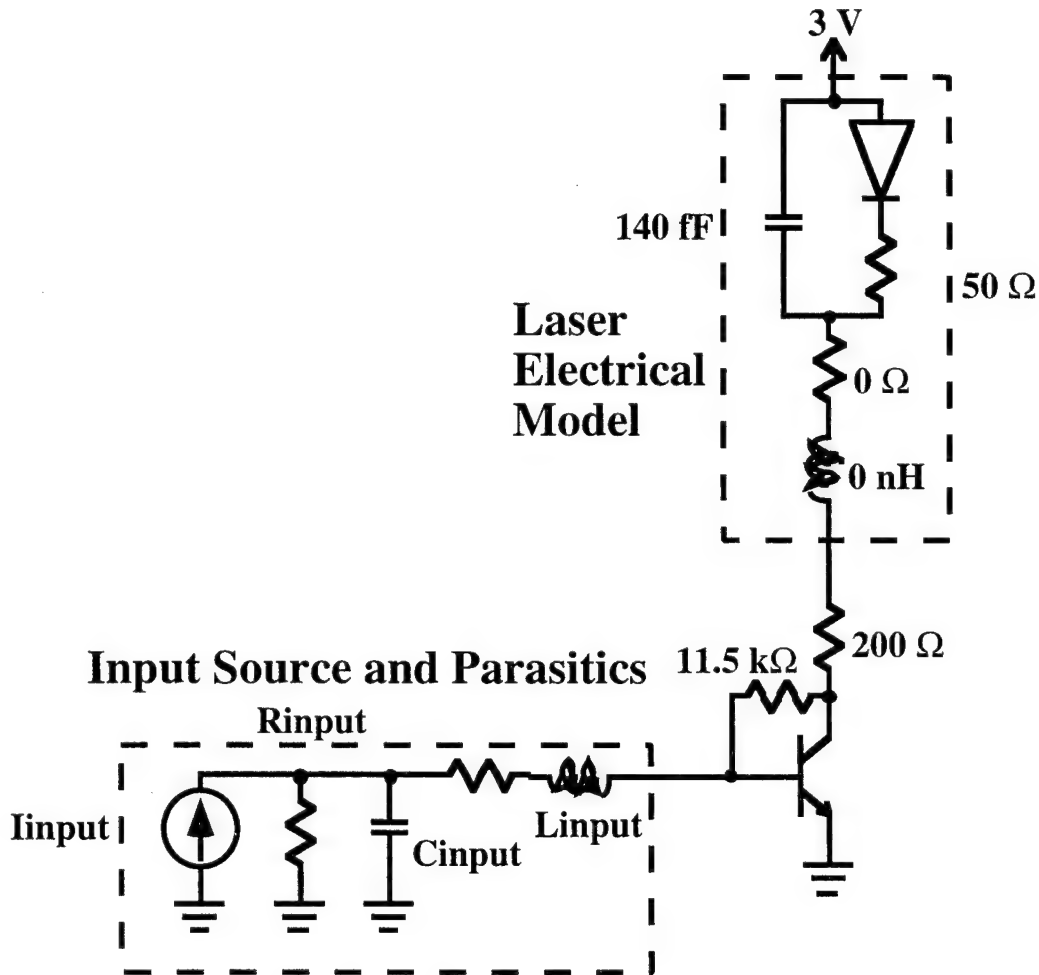 3 V
140 fF
50 Ω
Laser
Electrical
Model
0 Ω
0 nH
Input Source and Parasitics
11.5 kΩ
200 Ω
Rinput
Iinput
Cinput
Linput